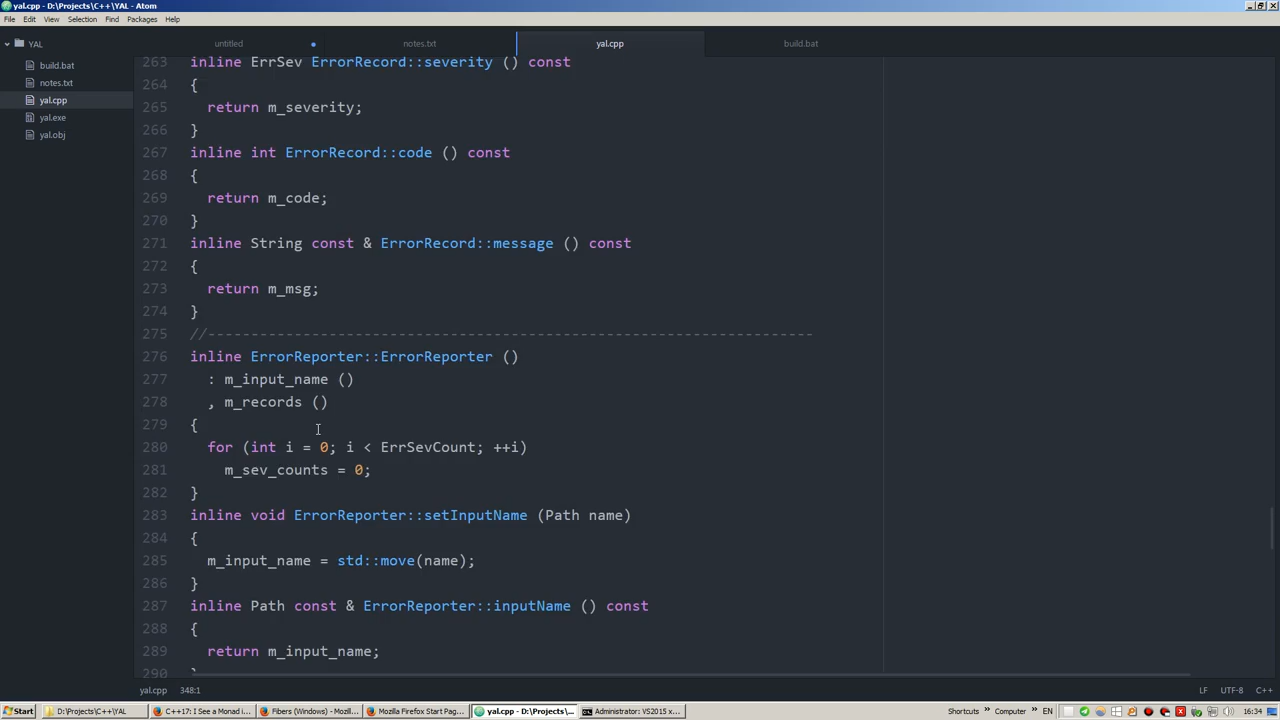 yal.cpp - D:\Projects\C++\YAL - Atom
File Edit View Selection Find Packages Help
YAL
untitled
notes.txt
yal.cpp
build.bat
build.bat
notes.txt
yal.cpp
yal.exe
yal.obj
263 inline ErrSev ErrorRecord::severity () const
264 {
265 return m_severity;
266 }
267 inline int ErrorRecord::code () const
268 {
269 return m_code;
270 }
271 inline String const & ErrorRecord::message () const
272 {
273 return m_msg;
274 }
275 //----------------------------------------------------------------------
276 inline ErrorReporter::ErrorReporter ()
277 : m_input_name ()
278 , m_records ()
279 {
280 for (int i = 0; i < ErrSevCount; ++i)
281 m_sev_counts = 0;
282 }
283 inline void ErrorReporter::setInputName (Path name)
284 {
285 m_input_name = std::move(name);
286 }
287 inline Path const & ErrorReporter::inputName () const
288 {
289 return m_input_name;
290 }
yal.cpp 348:1 LF UTF-8 C++
Start D:\Projects\C++\YAL C++17: I See a Monad i... Fibers (Windows) - Mozill... Mozilla Firefox Start Pag... yal.cpp - D:\Projects\... Administrator: VS2015 x... Shortcuts » Computer » EN 16:34